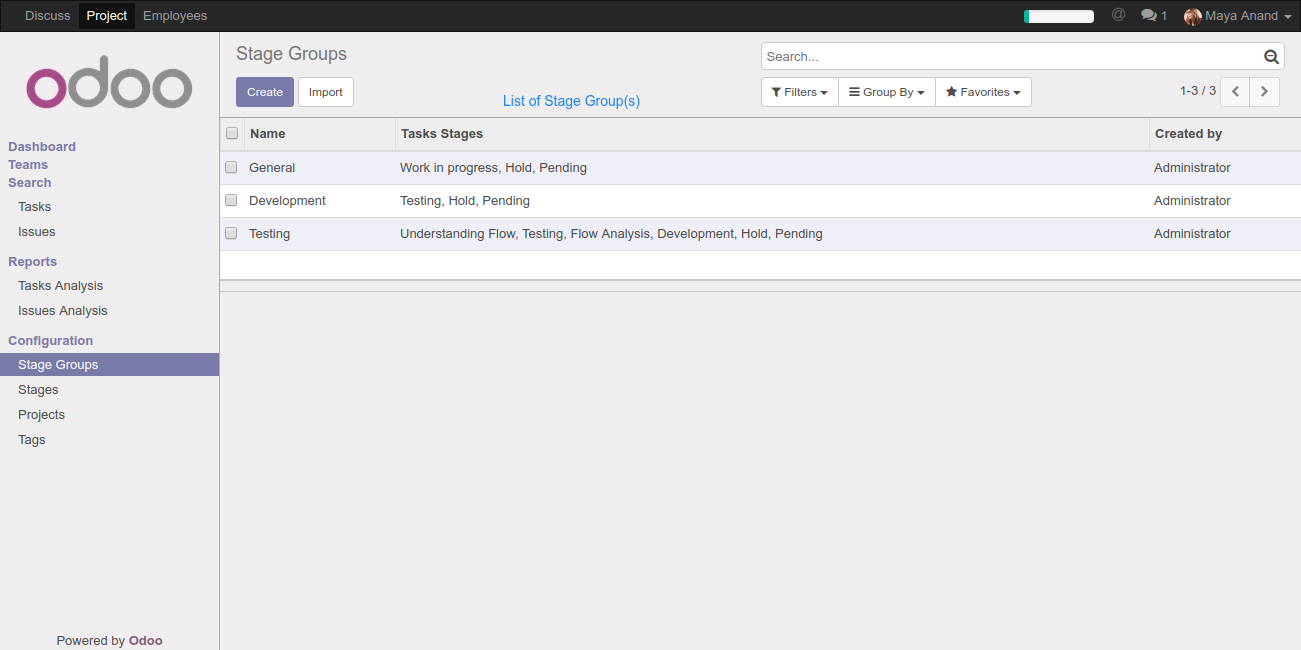 Discuss Project Employees @ 1 Maya Anand
odoo
Dashboard
Teams
Search
Tasks
Issues
Reports
Tasks Analysis
Issues Analysis
Configuration
Stage Groups
Stages
Projects
Tags
Powered by Odoo
Stage Groups
Search...
Create Import
List of Stage Group(s)
Filters Group By Favorites
1-3 / 3
Name Tasks Stages Created by
General Work in progress, Hold, Pending Administrator
Development Testing, Hold, Pending Administrator
Testing Understanding Flow, Testing, Flow Analysis, Development, Hold, Pending Administrator